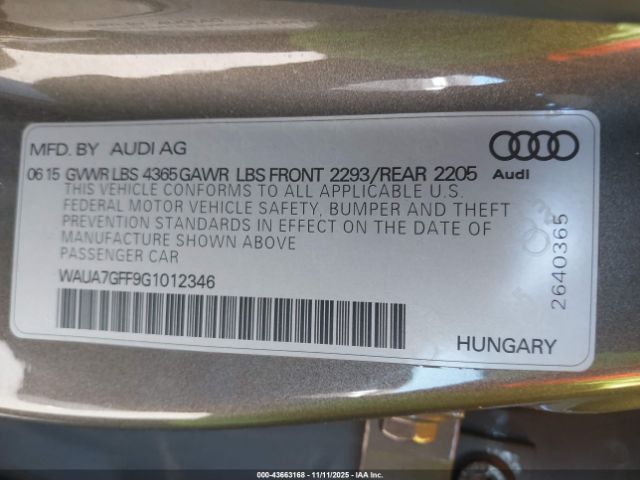 MFD. BY AUDI AG
06 15 GVWR LBS 4365 GAWR LBS FRONT 2293/REAR 2205
THIS VEHICLE CONFORMS TO ALL APPLICABLE U.S.
FEDERAL MOTOR VEHICLE SAFETY, BUMPER AND THEFT
PREVENTION STANDARDS IN EFFECT ON THE DATE OF
MANUFACTURE SHOWN ABOVE
PASSENGER CAR
WAUA7GFF9G1012346
Audi
2640365
HUNGARY
000-43663168 - 11/11/2025 - IAA Inc.